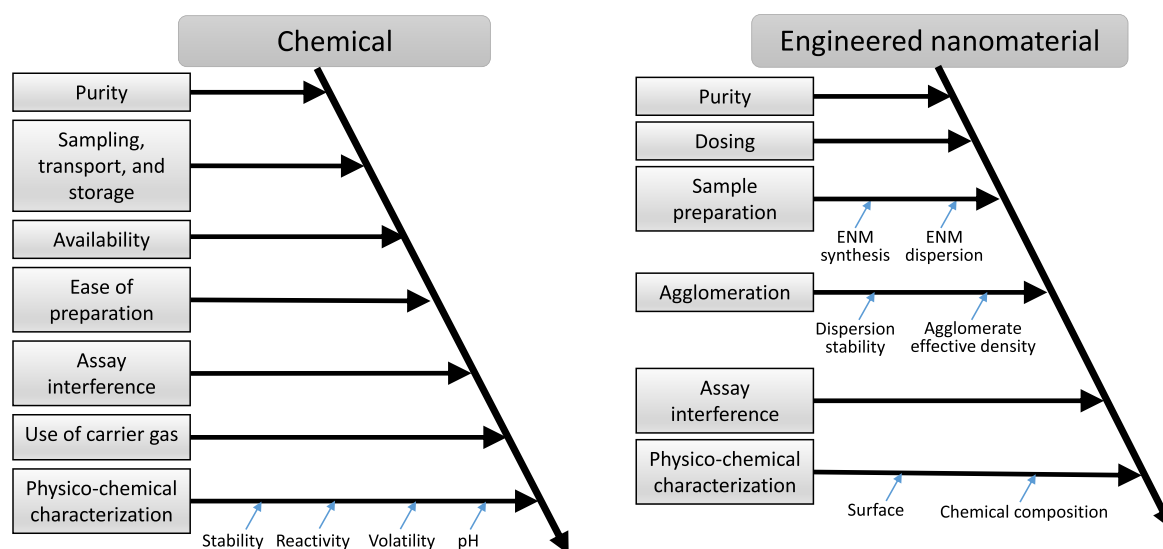 Chemical
Purity
Sampling,
transport, and
storage
Availability
Ease of
preparation
Assay
interference
Use of carrier gas
Physico-chemical
characterization
Stability Reactivity Volatility pH
Engineered nanomaterial
Purity
Dosing
Sample
preparation
ENM
synthesis
ENM
dispersion
Agglomeration
Dispersion
stability
Agglomerate
effective density
Assay
interference
Physico-chemical
characterization
Surface
Chemical composition